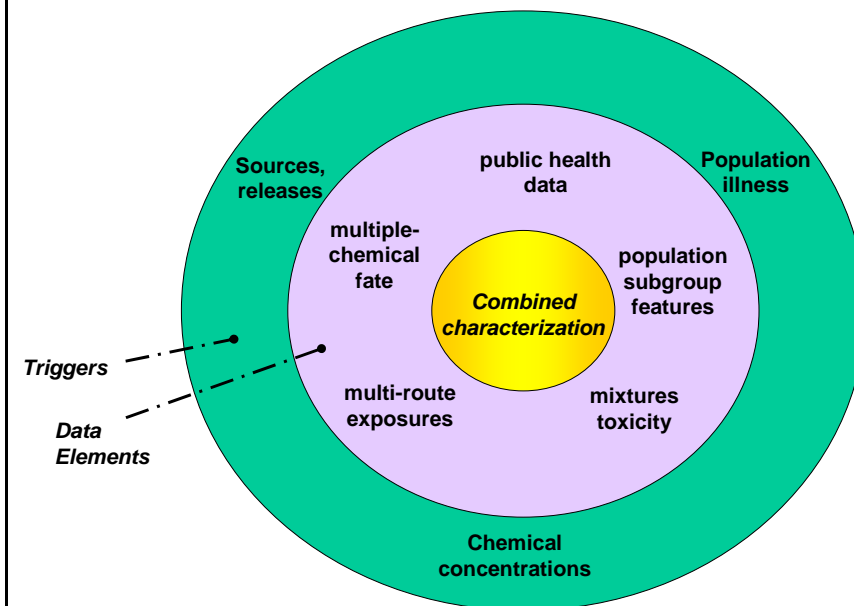 Sources,
releases
public health
data
Population
illness
multiple-
chemical
fate
population
subgroup
features
Combined
characterization
Triggers
multi-route
exposures
mixtures
toxicity
Data
Elements
Chemical
concentrations